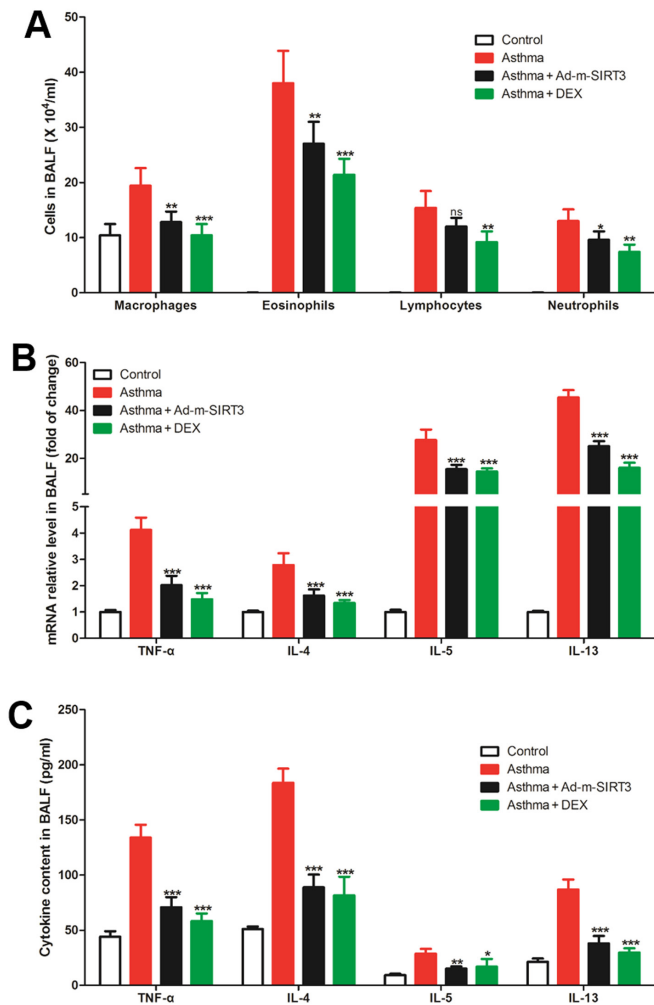 A
Cells in BALF (X 10⁴/ml)
50
40
30
20
10
0
Control
Asthma
Asthma + Ad-m-SIRT3
Asthma + DEX
** *** ** *** ns ** * **
Macrophages Eosinophils Lymphocytes Neutrophils
B
mRNA relative level in BALF (fold of change)
60
40
20
5
4
3
2
1
0
Control
Asthma
Asthma + Ad-m-SIRT3
Asthma + DEX
*** *** *** *** *** *** *** ***
TNF-α IL-4 IL-5 IL-13
C
Cytokine content in BALF (pg/ml)
250
200
150
100
50
0
Control
Asthma
Asthma + Ad-m-SIRT3
Asthma + DEX
*** *** *** *** ** * *** ***
TNF-α IL-4 IL-5 IL-13